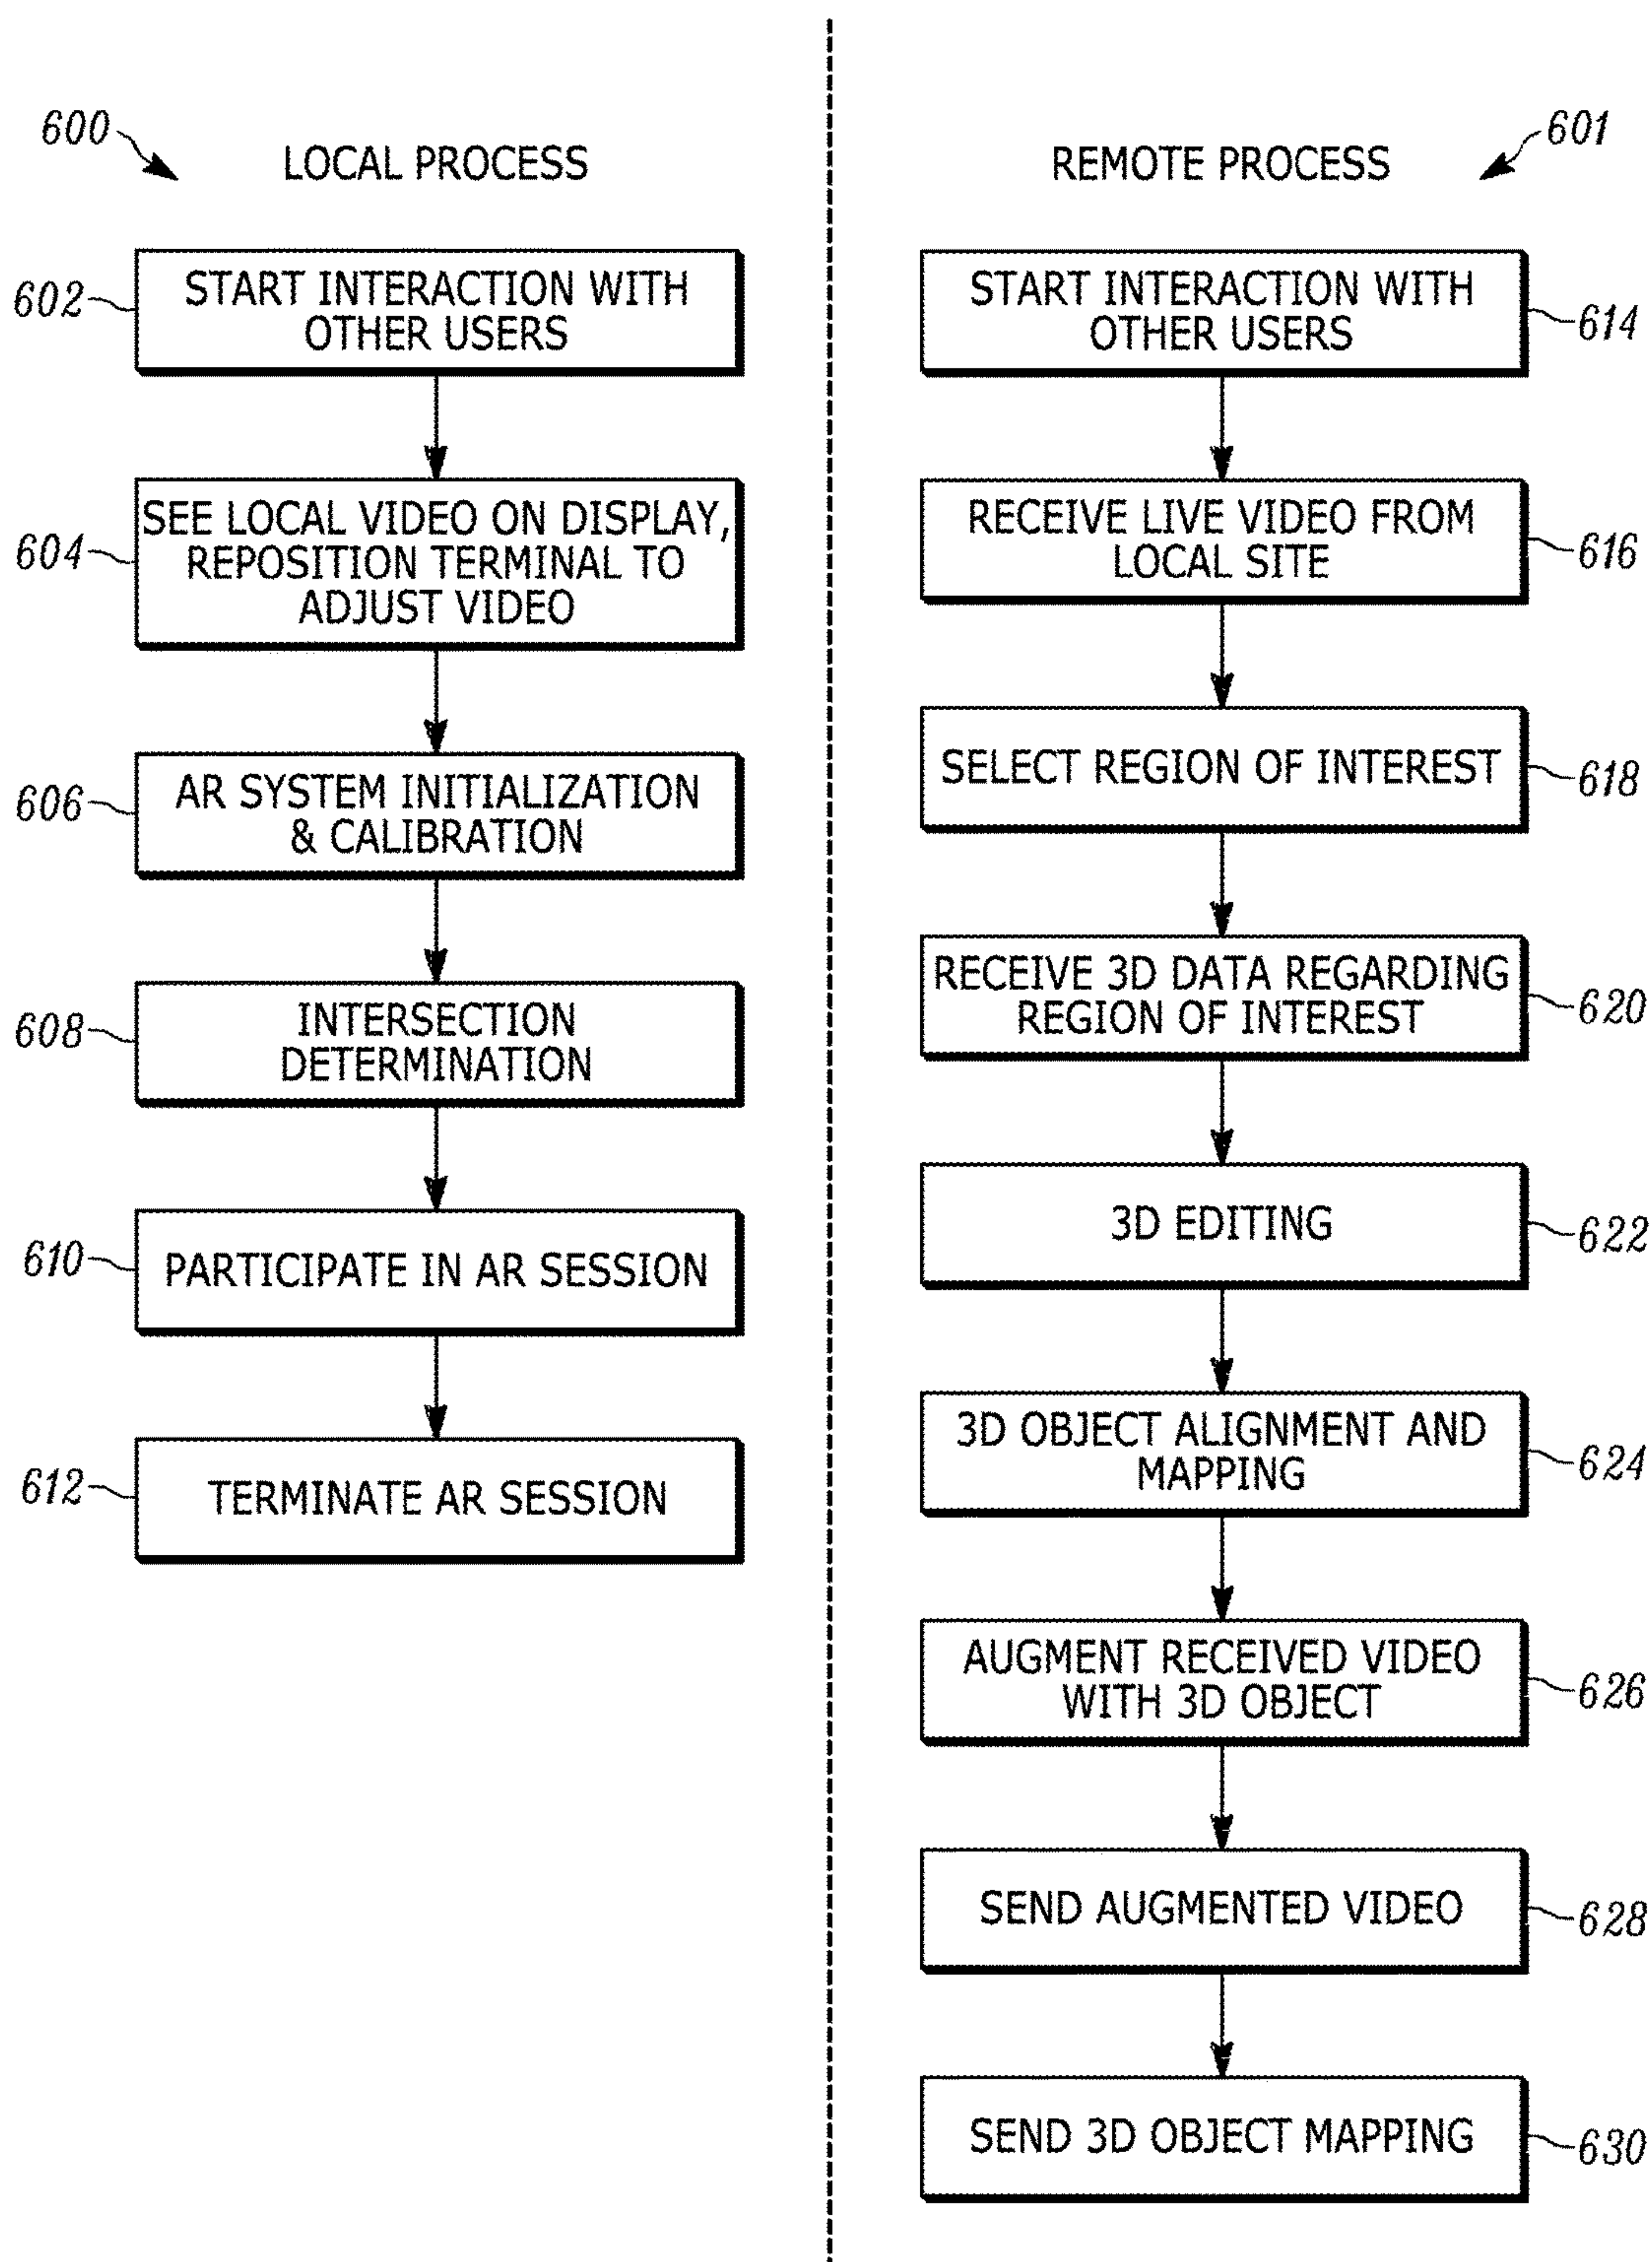 600
LOCAL PROCESS
602
START INTERACTION WITH
OTHER USERS
604
SEE LOCAL VIDEO ON DISPLAY,
REPOSITION TERMINAL TO
ADJUST VIDEO
606
AR SYSTEM INITIALIZATION
& CALIBRATION
608
INTERSECTION
DETERMINATION
610
PARTICIPATE IN AR SESSION
612
TERMINATE AR SESSION
REMOTE PROCESS
601
START INTERACTION WITH
OTHER USERS
614
RECEIVE LIVE VIDEO FROM
LOCAL SITE
616
SELECT REGION OF INTEREST
618
RECEIVE 3D DATA REGARDING
REGION OF INTEREST
620
3D EDITING
622
3D OBJECT ALIGNMENT AND
MAPPING
624
AUGMENT RECEIVED VIDEO
WITH 3D OBJECT
626
SEND AUGMENTED VIDEO
628
SEND 3D OBJECT MAPPING
630